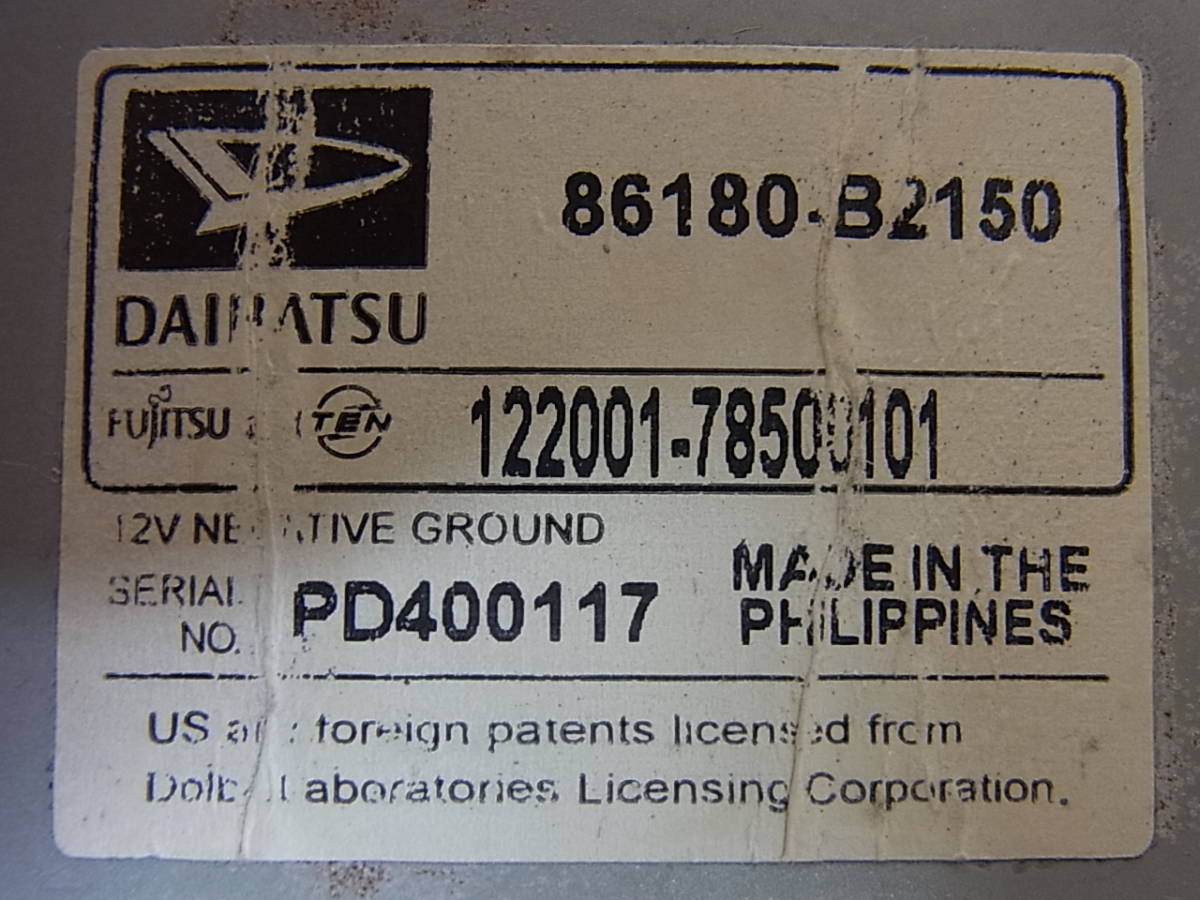 86180-B2150
DAIHATSU
FUJITSU TEN 122001-78500101
12V NEGATIVE GROUND
SERIAL NO. PD400117
MADE IN THE
PHILIPPINES
US and foreign patents licensed from
Dolby Laboratories Licensing Corporation.